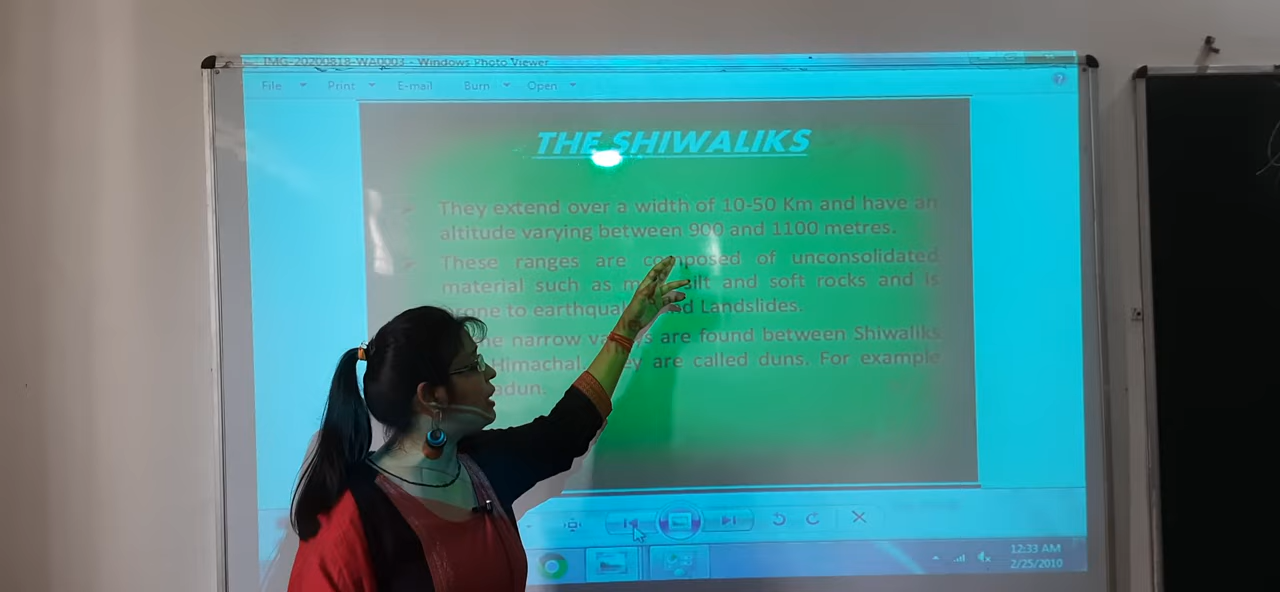 IMG-20200818-WA0003 - Windows Photo Viewer
File Print E-mail Burn Open
THE SHIWALIKS
They extend over a width of 10-50 Km and have an
altitude varying between 900 and 1100 metres.
These ranges are composed of unconsolidated
material such as silt and soft rocks and is
to Landslides.
narrow are found between Shiwaliks
Himachal. are called duns. For example
12:33 AM
2/25/2010